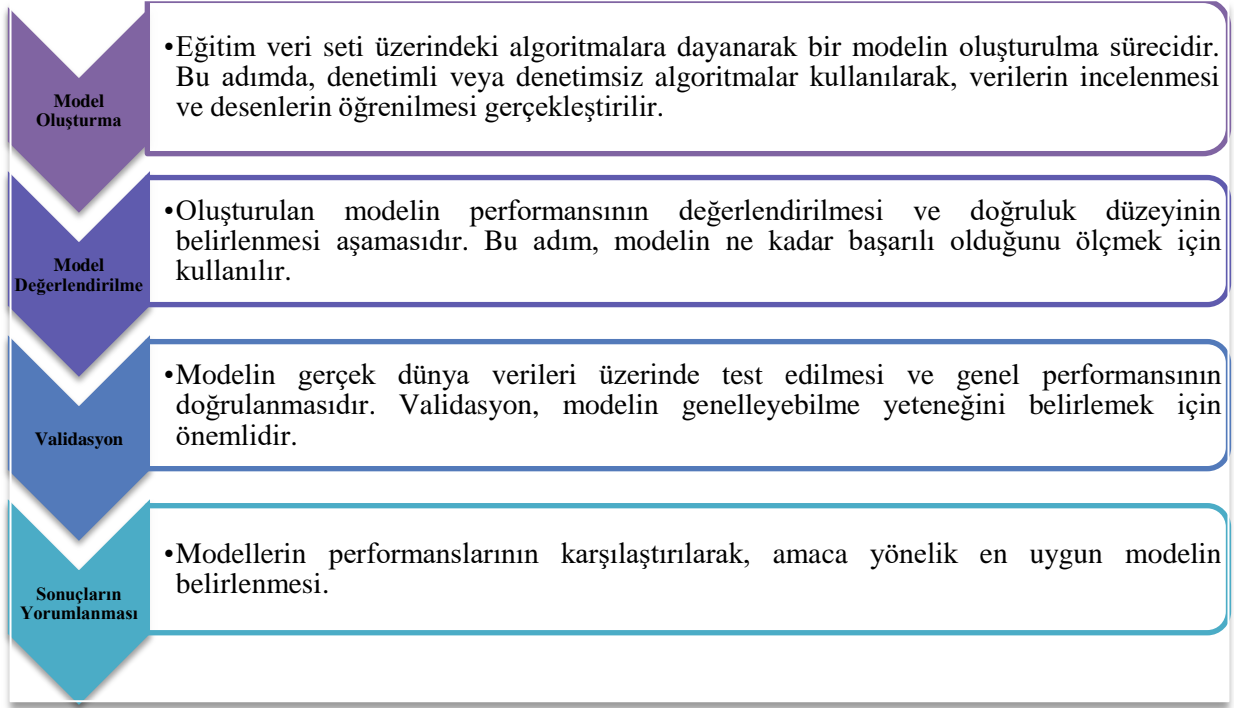 Model
Oluşturma
•Eğitim veri seti üzerindeki algoritmalara dayanarak bir modelin oluşturulma sürecidir.
Bu adımda, denetimli veya denetimsiz algoritmalar kullanılarak, verilerin incelenmesi
ve desenlerin öğrenilmesi gerçekleştirilir.
Model
Değerlendirilme
•Oluşturulan modelin performansının değerlendirilmesi ve doğruluk düzeyinin
belirlenmesi aşamasıdır. Bu adım, modelin ne kadar başarılı olduğunu ölçmek için
kullanılır.
Validasyon
•Modelin gerçek dünya verileri üzerinde test edilmesi ve genel performansının
doğrulanmasıdır. Validasyon, modelin genelleyebilme yeteneğini belirlemek için
önemlidir.
Sonuçların
Yorumlanması
•Modellerin performanslarının karşılaştırılarak, amaca yönelik en uygun modelin
belirlenmesi.